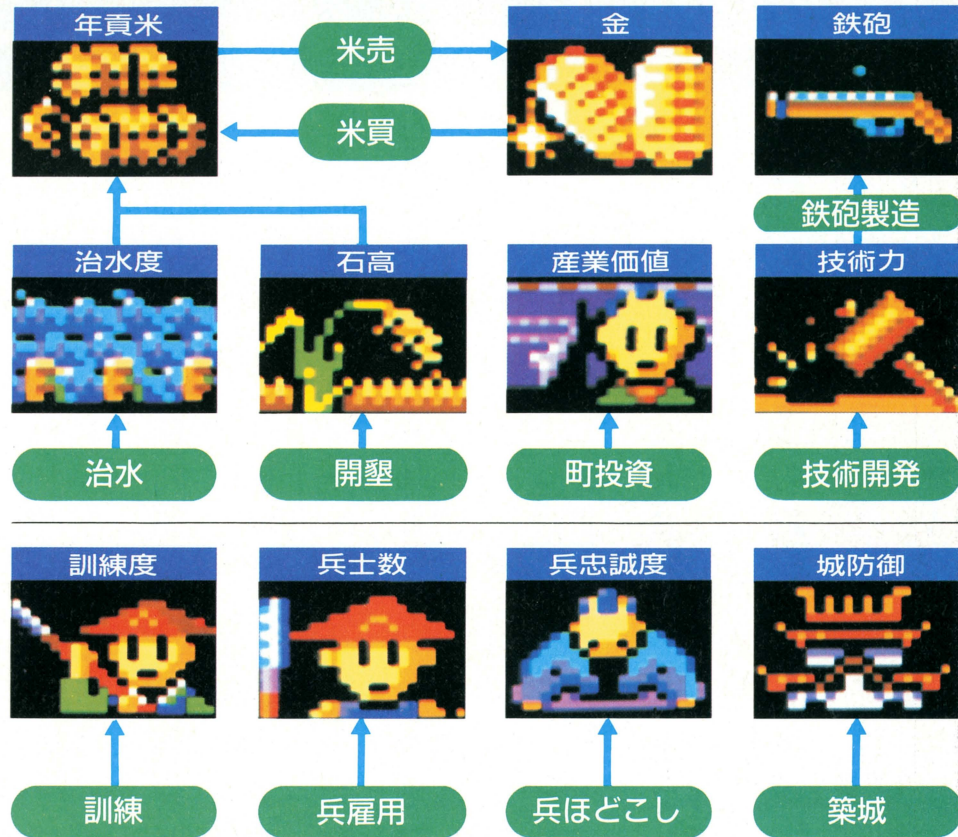 年貢米
米売
金
鉄砲
米買
鉄砲製造
治水度
石高
産業価値
技術力
治水
開墾
町投資
技術開発
訓練度
兵士数
兵忠誠度
城防御
訓練
兵雇用
兵ほどこし
築城